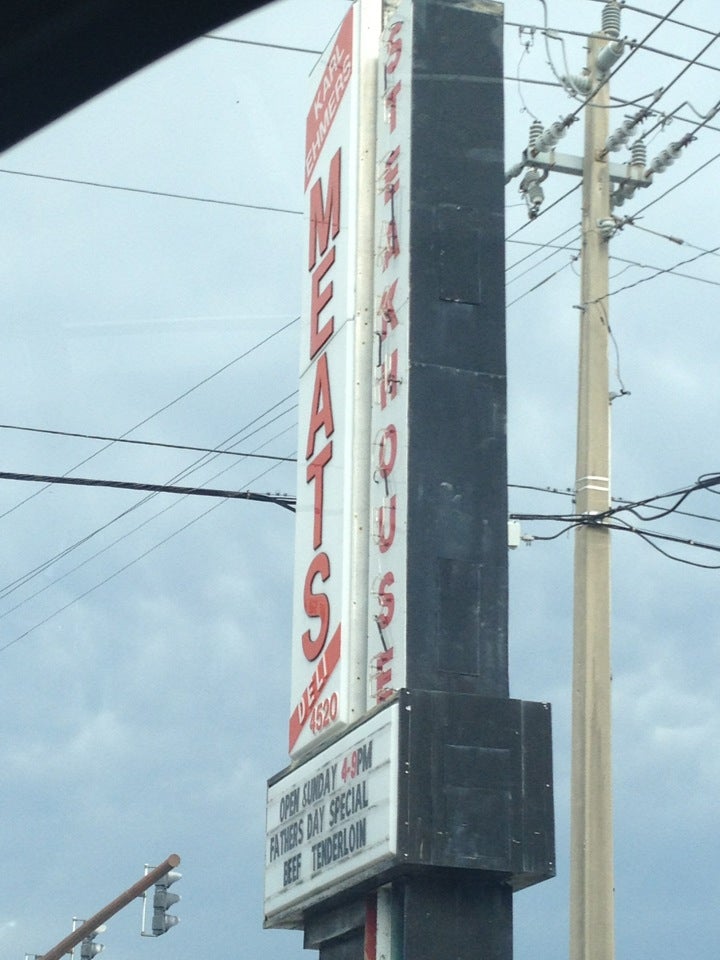 KARL
EHMERS
MEATS
DELI
4520
STEAKHOUSE
OPEN SUNDAY 4-9PM
FATHERS DAY SPECIAL
BEEF TENDERLOIN